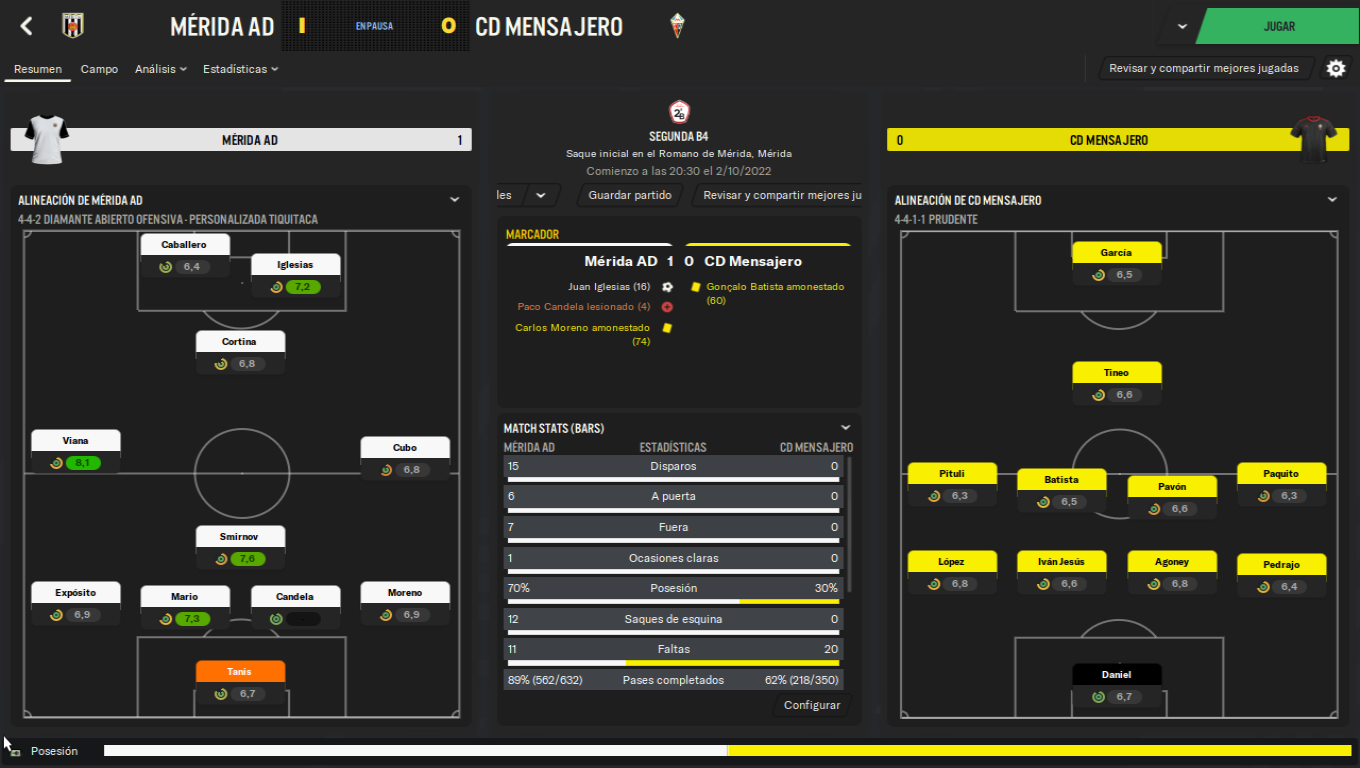 MÉRIDA AD
1
EN PAUSA
0
CD MENSAJERO
JUGAR
Resumen
Campo
Análisis
Estadísticas
Revisar y compartir mejores jugadas
MÉRIDA AD
1
ALINEACIÓN DE MÉRIDA AD
4-4-2 DIAMANTE ABIERTO OFENSIVA - PERSONALIZADA TIQUITACA
Caballero
6,4
Iglesias
7,2
Cortina
6,8
Viana
8,1
Cubo
6,8
Smirnov
7,6
Expósito
6,9
Mario
7,3
Candela
-
Moreno
6,9
Tanis
6,7
2ªB
SEGUNDA B4
Saque inicial en el Romano de Mérida, Mérida
Comienzo a las 20:30 el 2/10/2022
les
Guardar partido
Revisar y compartir mejores ju
MARCADOR
Mérida AD 1 0 CD Mensajero
Juan Iglesias (16)
Gonçalo Batista amonestado
(60)
Paco Candela lesionado (4)
Carlos Moreno amonestado
(74)
MATCH STATS (BARS)
MÉRIDA AD ESTADÍSTICAS CD MENSAJERO
15 Disparos 0
6 A puerta 0
7 Fuera 0
1 Ocasiones claras 0
70% Posesión 30%
12 Saques de esquina 0
11 Faltas 20
89% (562/632) Pases completados 62% (218/350)
Configurar
0
CD MENSAJERO
ALINEACIÓN DE CD MENSAJERO
4-4-1-1 PRUDENTE
García
6,5
Tineo
6,6
Pituli
6,3
Batista
6,5
Pavón
6,6
Paquito
6,3
López
6,8
Iván Jesús
6,6
Agoney
6,8
Pedrajo
6,4
Daniel
6,7
Posesión